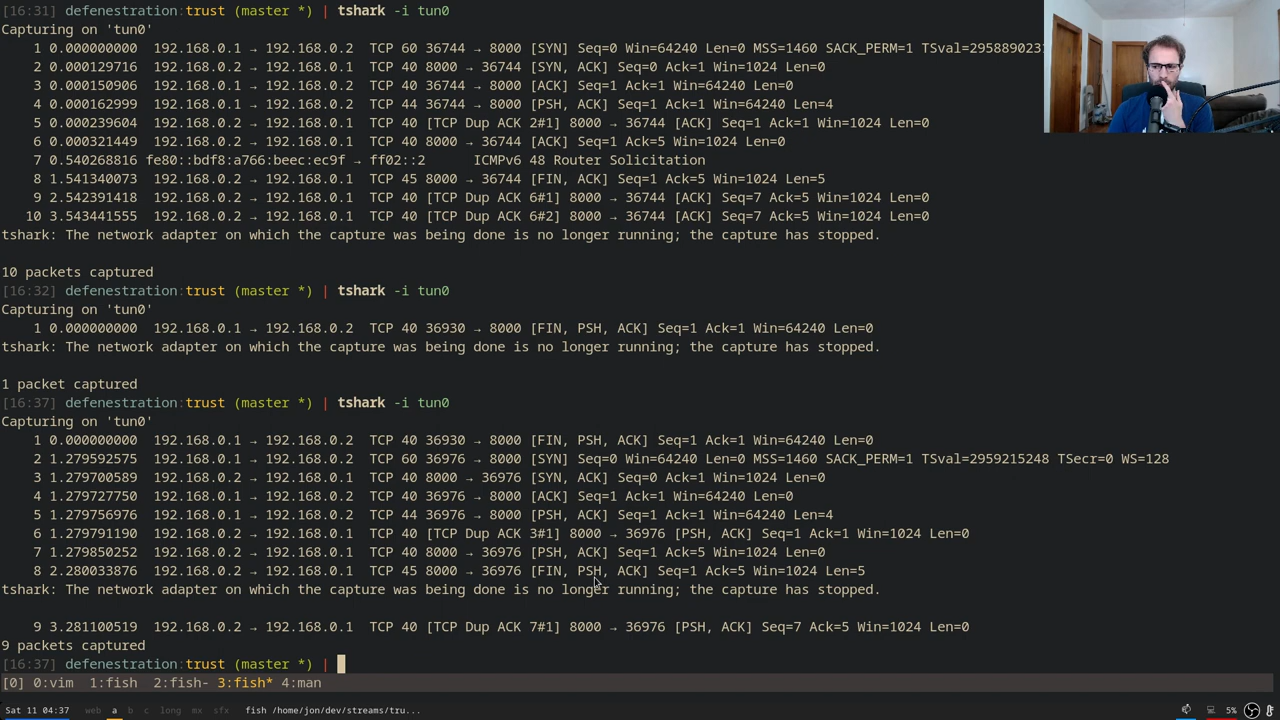 [16:31] defenestration:trust (master *) | tshark -i tun0
Capturing on 'tun0'
1 0.000000000 192.168.0.1 → 192.168.0.2 TCP 60 36744 → 8000 [SYN] Seq=0 Win=64240 Len=0 MSS=1460 SACK_PERM=1 TSval=295889023
2 0.000129716 192.168.0.2 → 192.168.0.1 TCP 40 8000 → 36744 [SYN, ACK] Seq=0 Ack=1 Win=1024 Len=0
3 0.000150906 192.168.0.1 → 192.168.0.2 TCP 40 36744 → 8000 [ACK] Seq=1 Ack=1 Win=64240 Len=0
4 0.000162999 192.168.0.1 → 192.168.0.2 TCP 44 36744 → 8000 [PSH, ACK] Seq=1 Ack=1 Win=64240 Len=4
5 0.000239604 192.168.0.2 → 192.168.0.1 TCP 40 [TCP Dup ACK 2#1] 8000 → 36744 [ACK] Seq=1 Ack=1 Win=1024 Len=0
6 0.000321449 192.168.0.2 → 192.168.0.1 TCP 40 8000 → 36744 [ACK] Seq=1 Ack=5 Win=1024 Len=0
7 0.540268816 fe80::bdf8:a766:beec:ec9f → ff02::2 ICMPv6 48 Router Solicitation
8 1.541340073 192.168.0.2 → 192.168.0.1 TCP 45 8000 → 36744 [FIN, ACK] Seq=1 Ack=5 Win=1024 Len=5
9 2.542391418 192.168.0.2 → 192.168.0.1 TCP 40 [TCP Dup ACK 6#1] 8000 → 36744 [ACK] Seq=7 Ack=5 Win=1024 Len=0
10 3.543441555 192.168.0.2 → 192.168.0.1 TCP 40 [TCP Dup ACK 6#2] 8000 → 36744 [ACK] Seq=7 Ack=5 Win=1024 Len=0
tshark: The network adapter on which the capture was being done is no longer running; the capture has stopped.
10 packets captured
[16:32] defenestration:trust (master *) | tshark -i tun0
Capturing on 'tun0'
1 0.000000000 192.168.0.1 → 192.168.0.2 TCP 40 36930 → 8000 [FIN, PSH, ACK] Seq=1 Ack=1 Win=64240 Len=0
tshark: The network adapter on which the capture was being done is no longer running; the capture has stopped.
1 packet captured
[16:37] defenestration:trust (master *) | tshark -i tun0
Capturing on 'tun0'
1 0.000000000 192.168.0.1 → 192.168.0.2 TCP 40 36930 → 8000 [FIN, PSH, ACK] Seq=1 Ack=1 Win=64240 Len=0
2 1.279592575 192.168.0.1 → 192.168.0.2 TCP 60 36976 → 8000 [SYN] Seq=0 Win=64240 Len=0 MSS=1460 SACK_PERM=1 TSval=2959215248 TSecr=0 WS=128
3 1.279700589 192.168.0.2 → 192.168.0.1 TCP 40 8000 → 36976 [SYN, ACK] Seq=0 Ack=1 Win=1024 Len=0
4 1.279727750 192.168.0.1 → 192.168.0.2 TCP 40 36976 → 8000 [ACK] Seq=1 Ack=1 Win=64240 Len=0
5 1.279756976 192.168.0.1 → 192.168.0.2 TCP 44 36976 → 8000 [PSH, ACK] Seq=1 Ack=1 Win=64240 Len=4
6 1.279791190 192.168.0.2 → 192.168.0.1 TCP 40 [TCP Dup ACK 3#1] 8000 → 36976 [PSH, ACK] Seq=1 Ack=1 Win=1024 Len=0
7 1.279850252 192.168.0.2 → 192.168.0.1 TCP 40 8000 → 36976 [PSH, ACK] Seq=1 Ack=5 Win=1024 Len=0
8 2.280033876 192.168.0.2 → 192.168.0.1 TCP 45 8000 → 36976 [FIN, PSH, ACK] Seq=1 Ack=5 Win=1024 Len=5
tshark: The network adapter on which the capture was being done is no longer running; the capture has stopped.
9 3.281100519 192.168.0.2 → 192.168.0.1 TCP 40 [TCP Dup ACK 7#1] 8000 → 36976 [PSH, ACK] Seq=7 Ack=5 Win=1024 Len=0
9 packets captured
[16:37] defenestration:trust (master *) |
[0] 0:vim 1:fish 2:fish- 3:fish* 4:man
Sat 11 04:37 web a b c long mx sfx fish /home/jon/dev/streams/tru... 5%